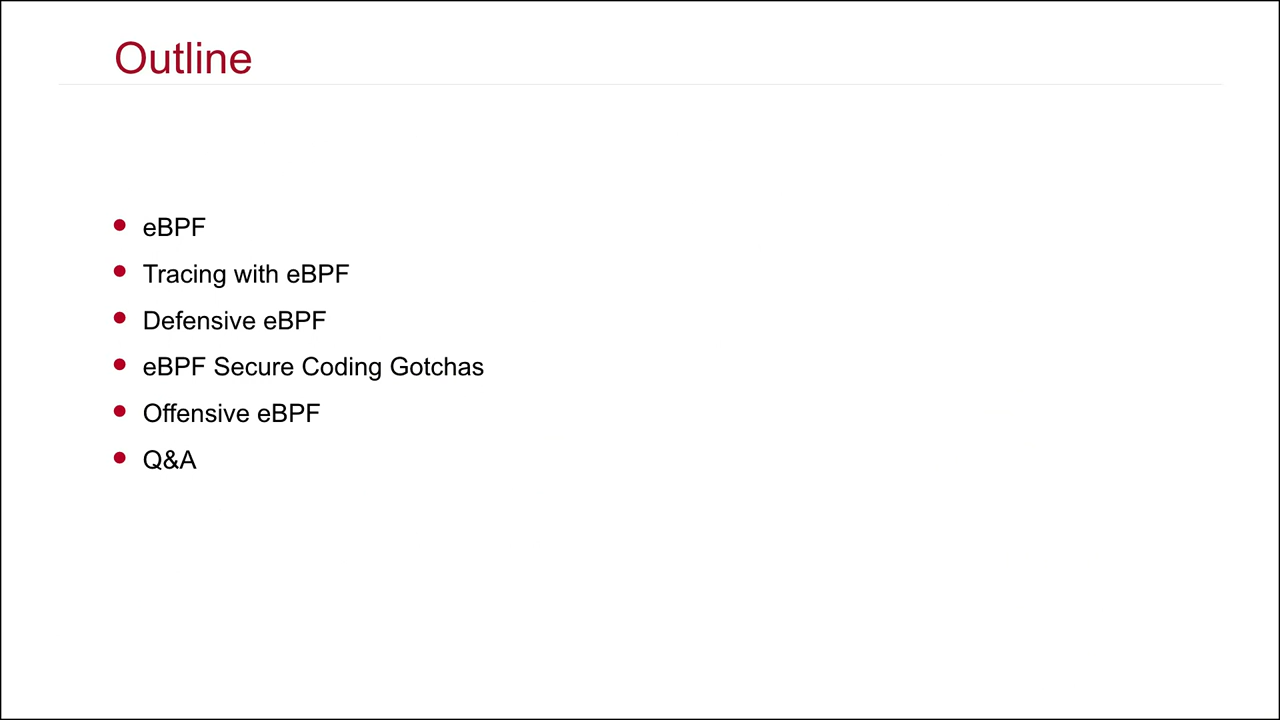 Outline
eBPF
Tracing with eBPF
Defensive eBPF
eBPF Secure Coding Gotchas
Offensive eBPF
Q&A